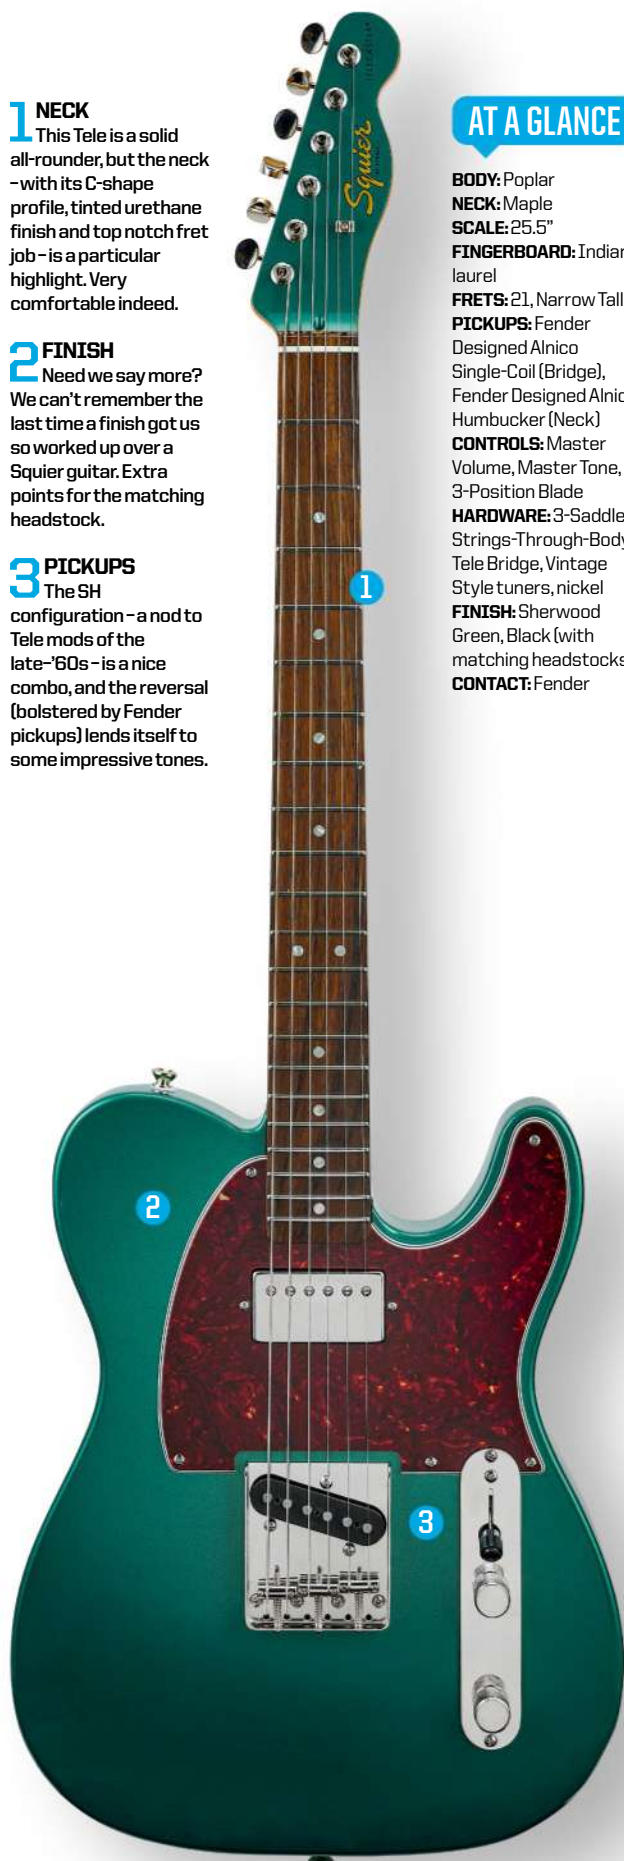 1 NECK
This Tele is a solid
all-rounder, but the neck
– with its C-shape
profile, tinted urethane
finish and top notch fret
job – is a particular
highlight. Very
comfortable indeed.
2 FINISH
Need we say more?
We can't remember the
last time a finish got us
so worked up over a
Squier guitar. Extra
points for the matching
headstock.
3 PICKUPS
The SH
configuration – a nod to
Tele mods of the
late-'60s – is a nice
combo, and the reversal
(bolstered by Fender
pickups) lends itself to
some impressive tones.
Squier
TELECASTER
1
2
3
AT A GLANCE
BODY: Poplar
NECK: Maple
SCALE: 25.5"
FINGERBOARD: Indian
laurel
FRETS: 21, Narrow Tall
PICKUPS: Fender
Designed Alnico
Single-Coil (Bridge),
Fender Designed Alnic
Humbucker (Neck)
CONTROLS: Master
Volume, Master Tone,
3-Position Blade
HARDWARE: 3-Saddle
Strings-Through-Body
Tele Bridge, Vintage
Style tuners, nickel
FINISH: Sherwood
Green, Black (with
matching headstocks
CONTACT: Fender